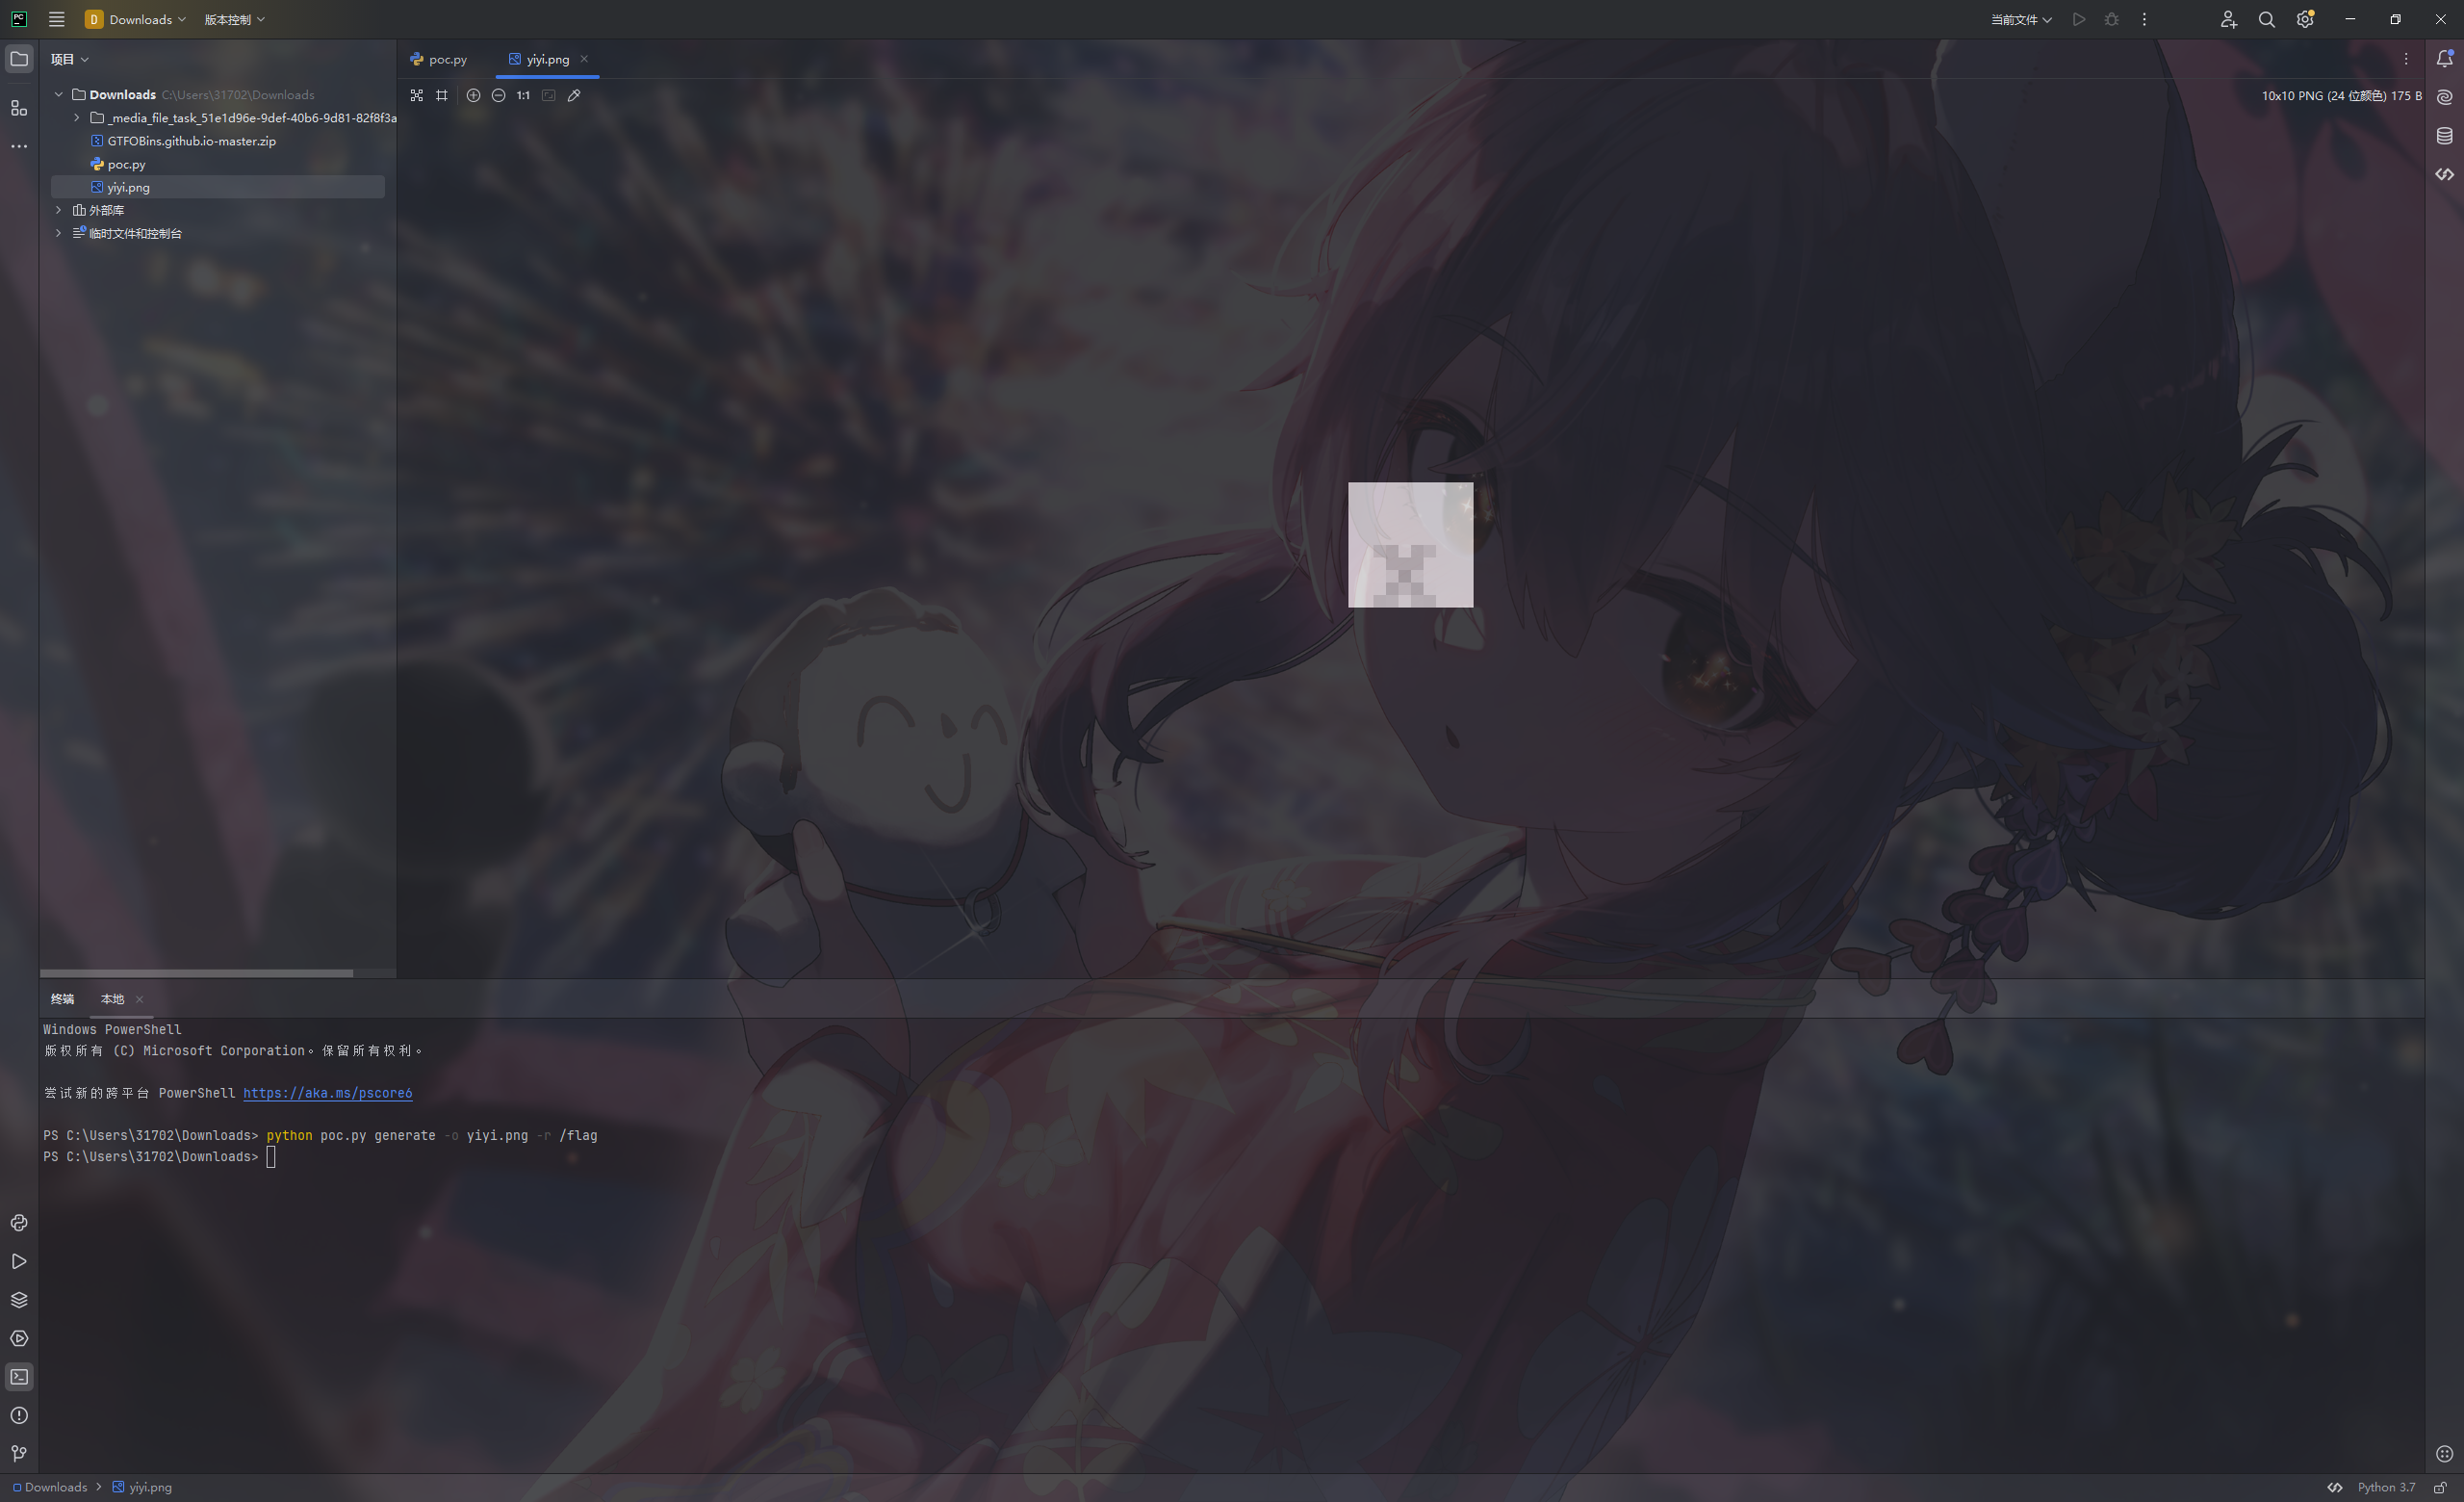 PC
D Downloads 版本控制 当前文件
项目
poc.py yiyi.png
Downloads C:\Users\31702\Downloads
1:1
10x10 PNG (24 位颜色) 175 B
_media_file_task_51e1d96e-9def-40b6-9d81-82f8f3a
GTFOBins.github.io-master.zip
poc.py
yiyi.png
外部库
临时文件和控制台
终端 本地
Windows PowerShell
版权所有 (C) Microsoft Corporation。保留所有权利。
尝试新的跨平台 PowerShell https://aka.ms/pscore6
PS C:\Users\31702\Downloads> python poc.py generate -o yiyi.png -r /flag
PS C:\Users\31702\Downloads>
Downloads > yiyi.png
Python 3.7